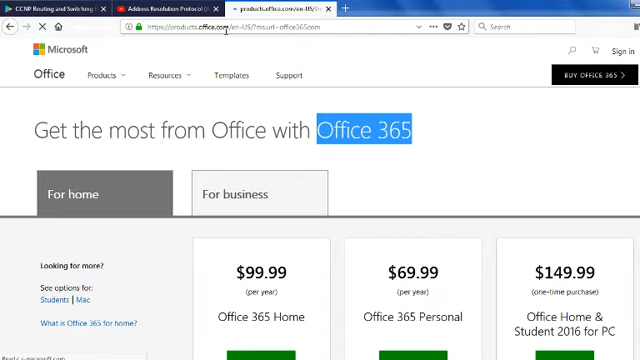 CCNP Routing and Switching
Address Resolution Protocol (A
products.office.com/en-US/?m
https://products.office.com/en-US/?ms.url=office365com
Search
Microsoft
Sign in
Office
Products
Resources
Templates
Support
BUY OFFICE 365
Get the most from Office with Office 365
For home
For business
Looking for more?
See options for:
Students | Mac
What is Office 365 for home?
$99.99
(per year)
Office 365 Home
$69.99
(per year)
Office 365 Personal
$149.99
(one-time purchase)
Office Home &
Student 2016 for PC